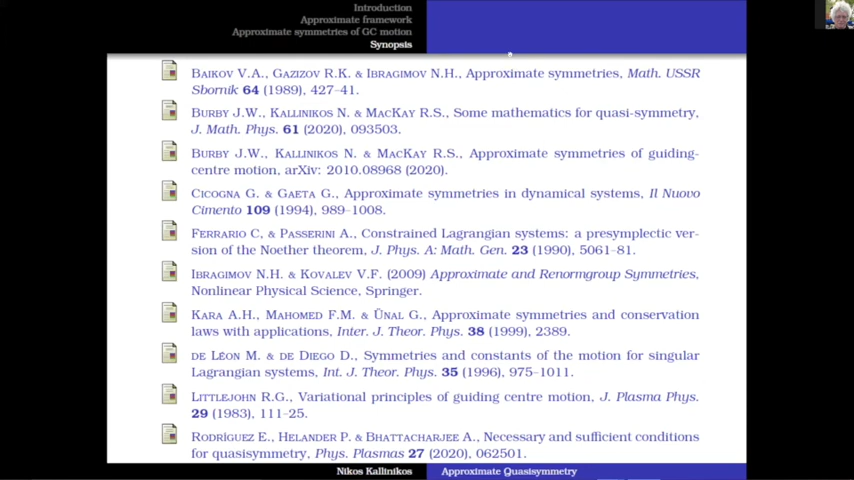 Introduction
Approximate framework
Approximate symmetries of GC motion
Synopsis
BAIKOV V.A., GAZIZOV R.K. & IBRAGIMOV N.H., Approximate symmetries, Math. USSR
Sbornik 64 (1989), 427–41.
BURBY J.W., KALLINIKOS N. & MACKAY R.S., Some mathematics for quasi-symmetry,
J. Math. Phys. 61 (2020), 093503.
BURBY J.W., KALLINIKOS N. & MACKAY R.S., Approximate symmetries of guiding-
centre motion, arXiv: 2010.08968 (2020).
CICOGNA G. & GAETA G., Approximate symmetries in dynamical systems, Il Nuovo
Cimento 109 (1994), 989–1008.
FERRARIO C, & PASSERINI A., Constrained Lagrangian systems: a presymplectic ver-
sion of the Noether theorem, J. Phys. A: Math. Gen. 23 (1990), 5061–81.
IBRAGIMOV N.H. & KOVALEV V.F. (2009) Approximate and Renormgroup Symmetries,
Nonlinear Physical Science, Springer.
KARA A.H., MAHOMED F.M. & ÜNAL G., Approximate symmetries and conservation
laws with applications, Inter. J. Theor. Phys. 38 (1999), 2389.
DE LÉON M. & DE DIEGO D., Symmetries and constants of the motion for singular
Lagrangian systems, Int. J. Theor. Phys. 35 (1996), 975–1011.
LITTLEJOHN R.G., Variational principles of guiding centre motion, J. Plasma Phys.
29 (1983), 111–25.
RODRÍGUEZ E., HELANDER P. & BHATTACHARJEE A., Necessary and sufficient conditions
for quasisymmetry, Phys. Plasmas 27 (2020), 062501.
Nikos Kallinikos Approximate Quasisymmetry